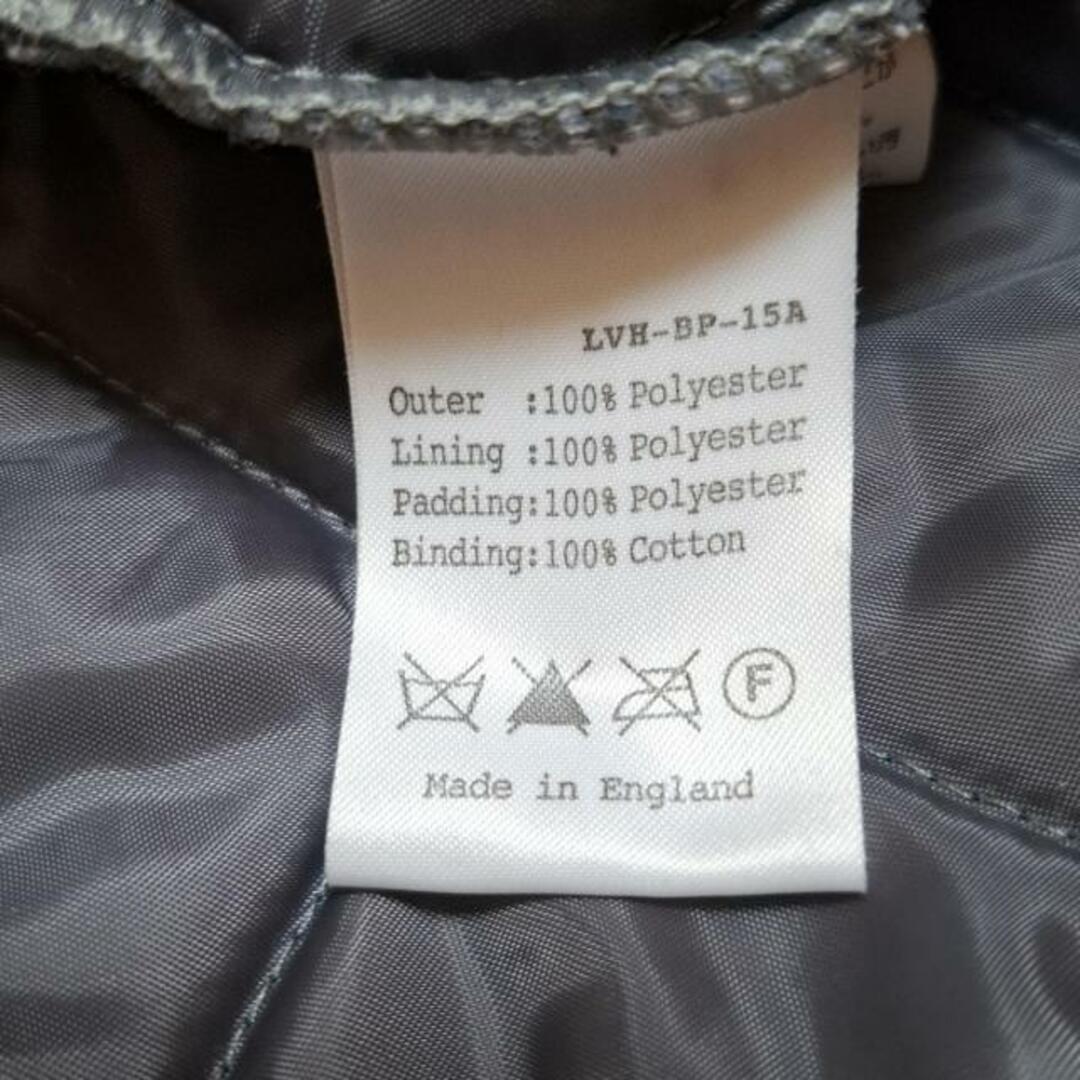 LVH-BP-15A
Outer :100% Polyester
Lining :100% Polyester
Padding:100% Polyester
Binding:100% Cotton
F
Made in England